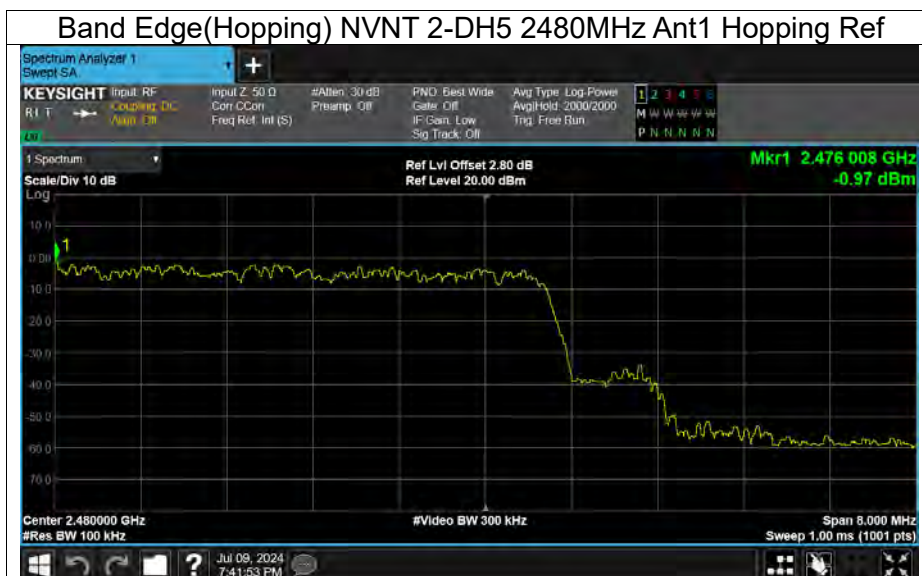 Band Edge(Hopping) NVNT 2-DH5 2480MHz Ant1 Hopping Ref
Spectrum Analyzer 1
Swept SA
+
KEYSIGHT
RL T
Input: RF
Coupling: DC
Align: Off
Input Z: 50 Ω
Corr CCorr
Freq Ref: Int (S)
#Atten: 30 dB
Preamp: Off
PNO: Best Wide
Gate: Off
IF Gain: Low
Sig Track: Off
Avg Type: Log-Power
Avg|Hold: 2000/2000
Trig: Free Run
1 2 3 4 5 6
M W W W W W
P N N N N N
1 Spectrum
Scale/Div 10 dB
Ref Lvl Offset 2.80 dB
Ref Level 20.00 dBm
Mkr1 2.476 008 GHz
-0.97 dBm
Log
10.0
0.00
1
-10.0
-20.0
-30.0
-40.0
-50.0
-60.0
-70.0
Center 2.480000 GHz
#Res BW 100 kHz
#Video BW 300 kHz
Span 8.000 MHz
Sweep 1.00 ms (1001 pts)
?
Jul 09, 2024
7:41:53 PM